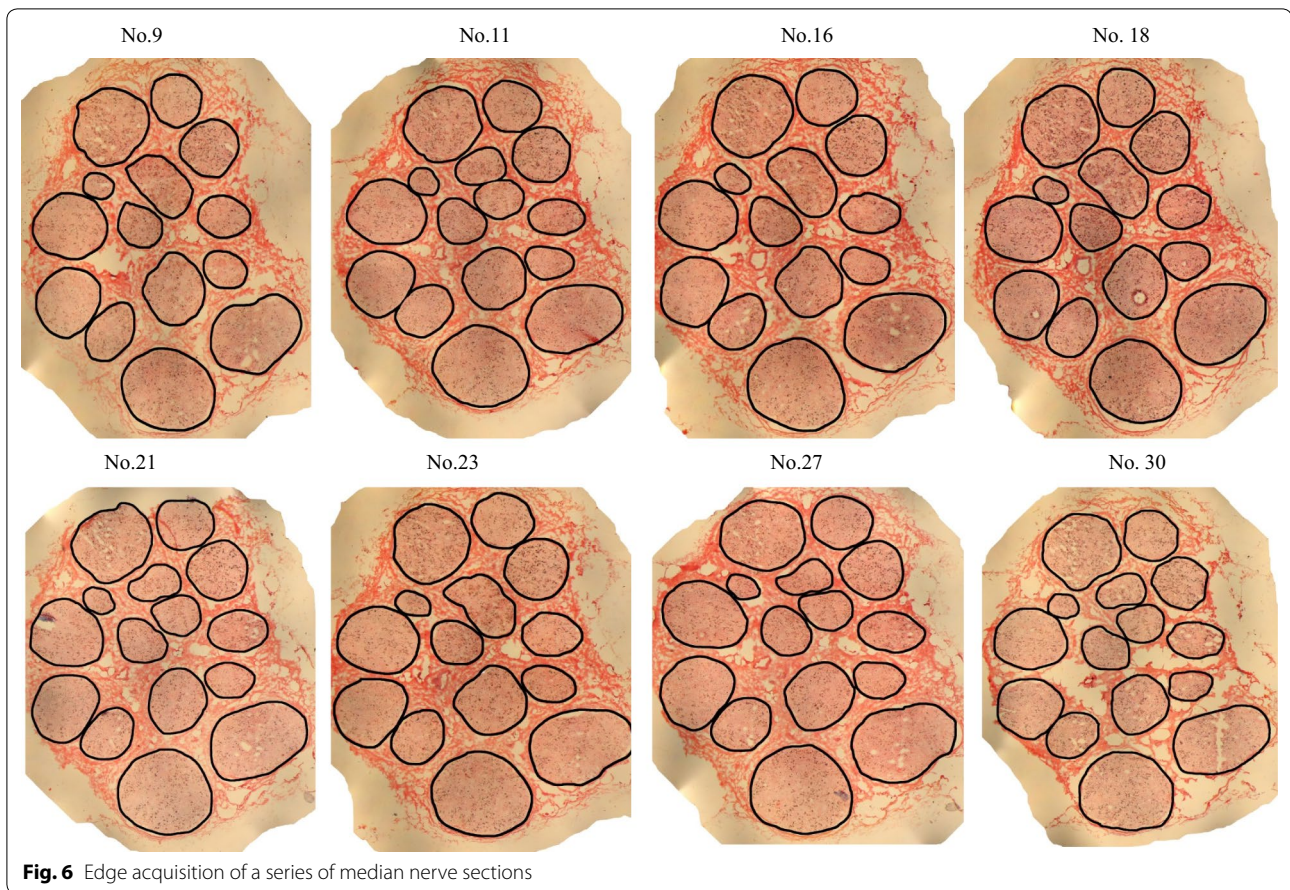 No.9
No.11
No.16
No. 18
No.21
No.23
No.27
No. 30
Fig. 6 Edge acquisition of a series of median nerve sections